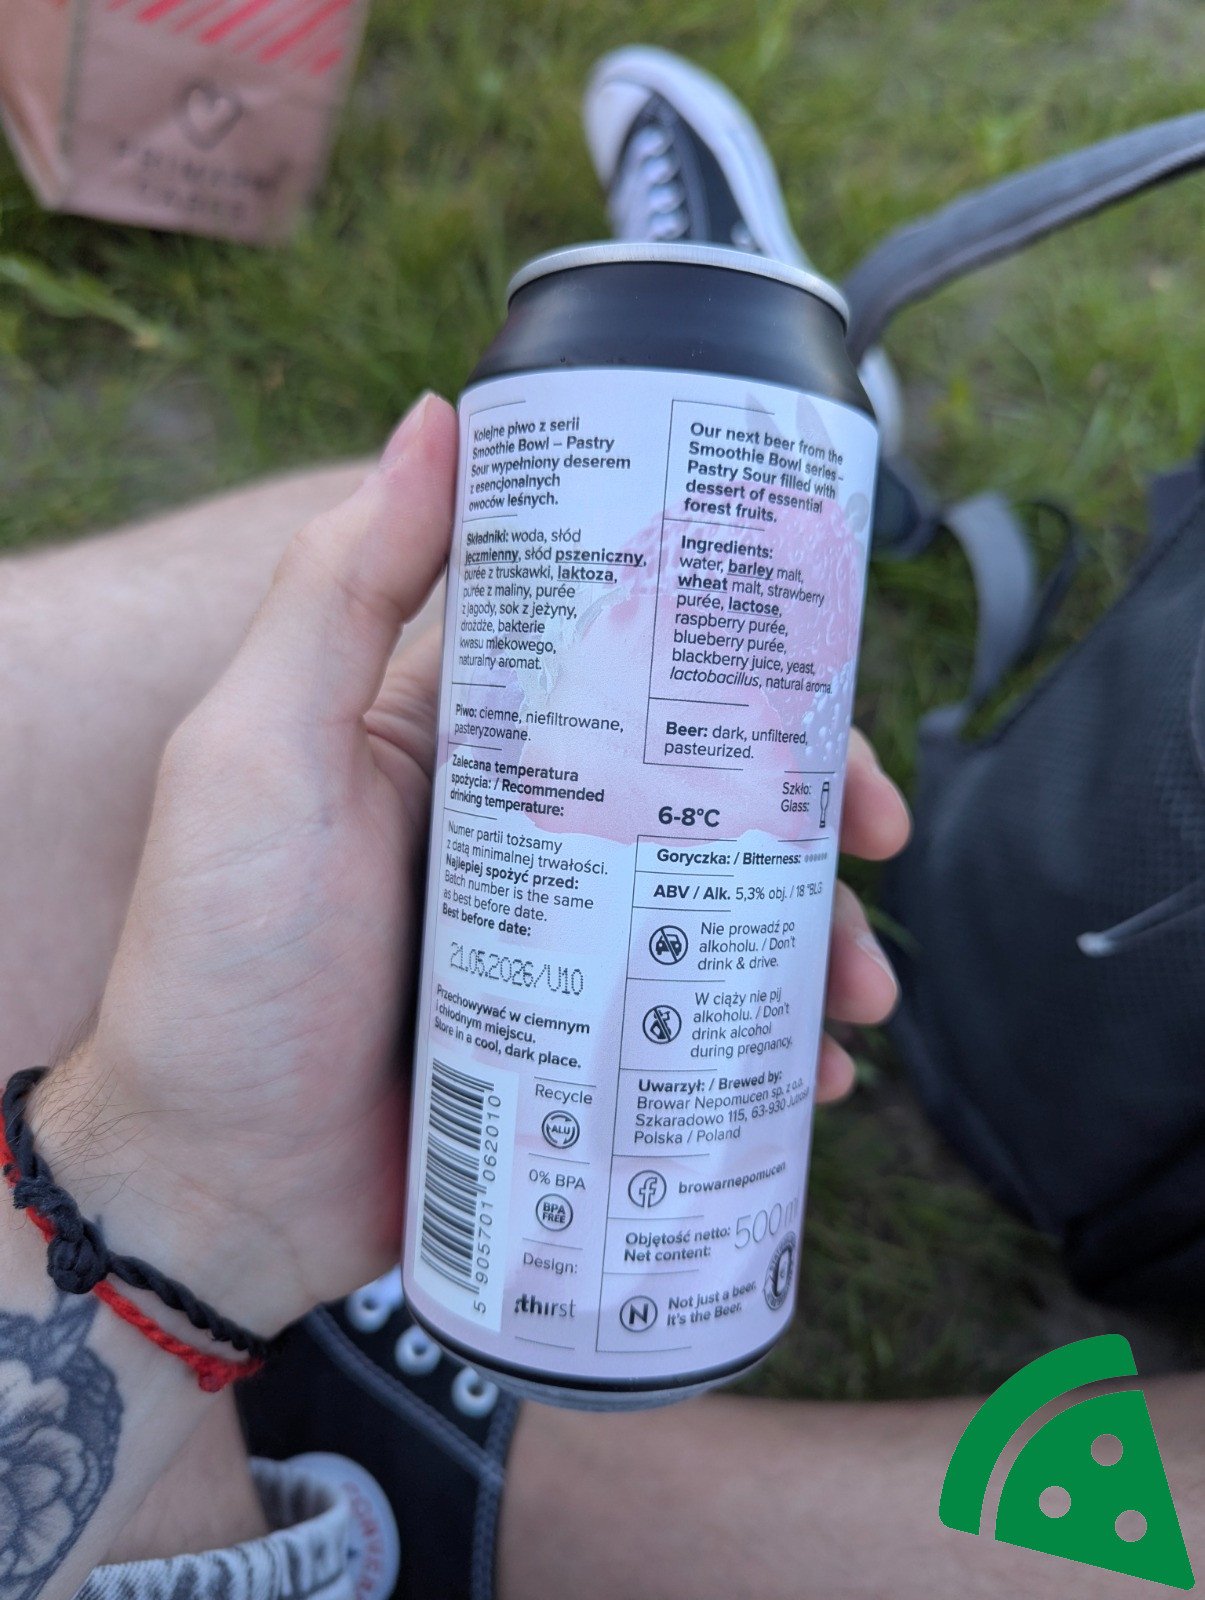 Kolejne piwo z serii
Smoothie Bowl – Pastry
Sour wypełniony deserem
z esencjonalnych
owoców leśnych.
Składniki: woda, słód
jęczmienny, słód pszeniczny,
purée z truskawki, laktoza,
purée z maliny, purée
z jagody, sok z jeżyny,
drożdże, bakterie
kwasu mlekowego,
naturalny aromat.
Piwo: ciemne, niefiltrowane,
pasteryzowane.
Zalecana temperatura
spożycia: / Recommended
drinking temperature:
6-8°C
Numer partii tożsamy
z datą minimalnej trwałości.
Najlepiej spożyć przed:
Batch number is the same
as best before date.
Best before date:
21.05.2026/U10
Przechowywać w ciemnym
i chłodnym miejscu.
Store in a cool, dark place.
5 905701 062010
Recycle
ALU
0% BPA
BPA
FREE
Design:
:thirst
Our next beer from the
Smoothie Bowl series –
Pastry Sour filled with
dessert of essential
forest fruits.
Ingredients:
water, barley malt,
wheat malt, strawberry
purée, lactose,
raspberry purée,
blueberry purée,
blackberry juice, yeast,
lactobacillus, natural aroma.
Beer: dark, unfiltered,
pasteurized.
Szkło:
Glass:
Goryczka: / Bitterness:
ABV / Alk. 5,3% obj. / 18 °BLG
Nie prowadź po
alkoholu. / Don't
drink & drive.
W ciąży nie pij
alkoholu. / Don't
drink alcohol
during pregnancy.
Uwarzył: / Brewed by:
Browar Nepomucen sp. z o.o.
Szkaradowo 115, 63-930
Polska / Poland
browarnepomucen
Objętość netto:
Net content:
500 ml
N
Not just a beer.
It's the Beer.